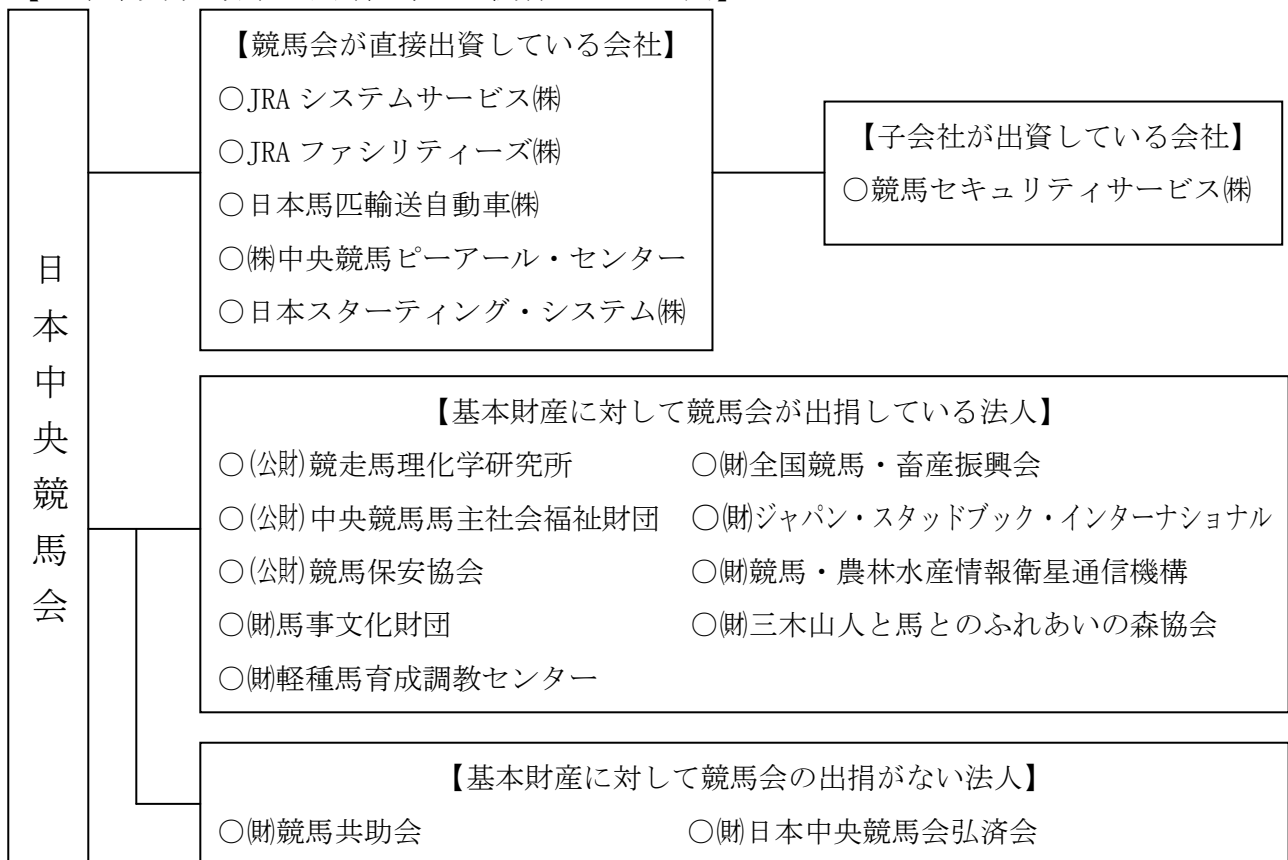 日本中央競馬会
【競馬会が直接出資している会社】
○JRA システムサービス㈱
○JRA ファシリティーズ㈱
○日本馬匹輸送自動車㈱
○㈱中央競馬ピーアール・センター
○日本スターティング・システム㈱
【子会社が出資している会社】
○競馬セキュリティサービス㈱
【基本財産に対して競馬会が出捐している法人】
○(公財)競走馬理化学研究所
○(公財)中央競馬馬主社会福祉財団
○(公財)競馬保安協会
○㈶馬事文化財団
○㈶軽種馬育成調教センター
○㈶全国競馬・畜産振興会
○㈶ジャパン・スタッドブック・インターナショナル
○㈶競馬・農林水産情報衛星通信機構
○㈶三木山人と馬とのふれあいの森協会
【基本財産に対して競馬会の出捐がない法人】
○㈶競馬共助会
○㈶日本中央競馬会弘済会